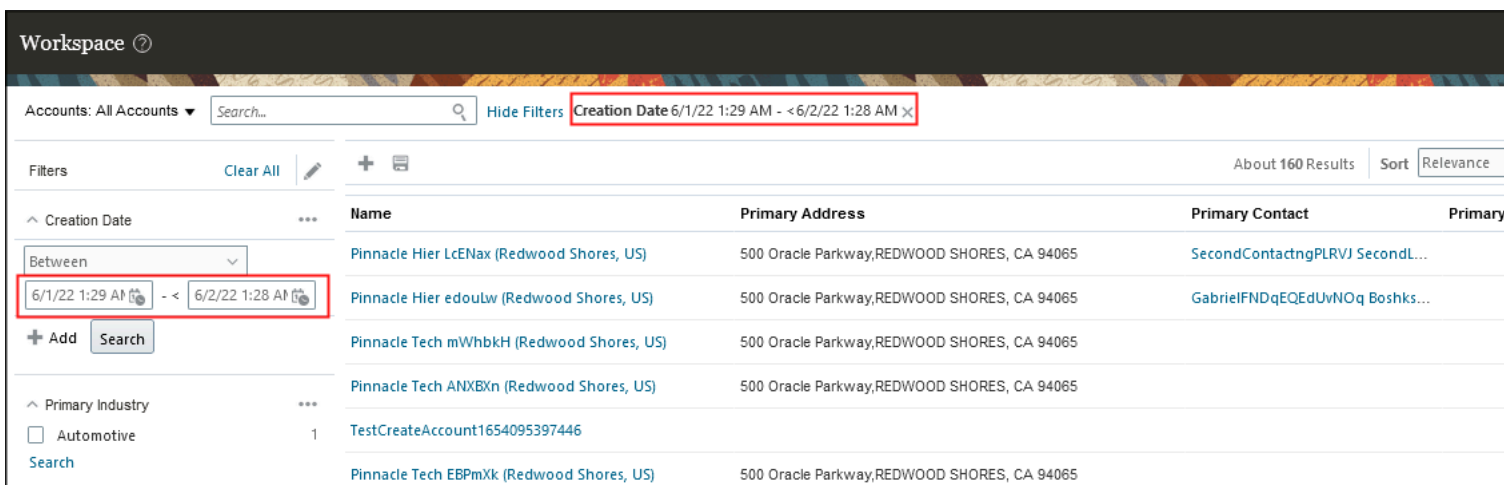 Workspace ?
Accounts: All Accounts Search... Hide Filters Creation Date 6/1/22 1:29 AM - <6/2/22 1:28 AM
Filters Clear All About 160 Results Sort Relevance
Creation Date Name Primary Address Primary Contact Primary
Between Pinnacle Hier LcENax (Redwood Shores, US) 500 Oracle Parkway,REDWOOD SHORES, CA 94065 SecondContactngPLRVJ SecondL...
6/1/22 1:29 AM - < 6/2/22 1:28 AM Pinnacle Hier edouLw (Redwood Shores, US) 500 Oracle Parkway,REDWOOD SHORES, CA 94065 GabrielFNDqEQEdUvNOq Boshks...
Add Search Pinnacle Tech mWhbkH (Redwood Shores, US) 500 Oracle Parkway,REDWOOD SHORES, CA 94065
Pinnacle Tech ANXBXn (Redwood Shores, US) 500 Oracle Parkway,REDWOOD SHORES, CA 94065
Primary Industry
Automotive 1 TestCreateAccount1654095397446
Search Pinnacle Tech EBPmXk (Redwood Shores, US) 500 Oracle Parkway,REDWOOD SHORES, CA 94065